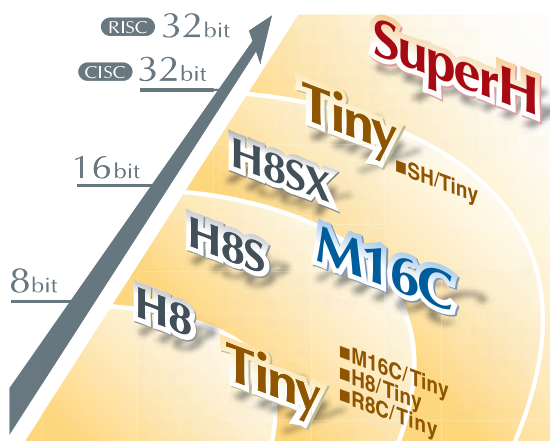 RISC 32bit
CISC 32bit
16bit
8bit
SuperH
Tiny
■SH/Tiny
H8SX
H8S
M16C
H8
Tiny
■M16C/Tiny
■H8/Tiny
■R8C/Tiny